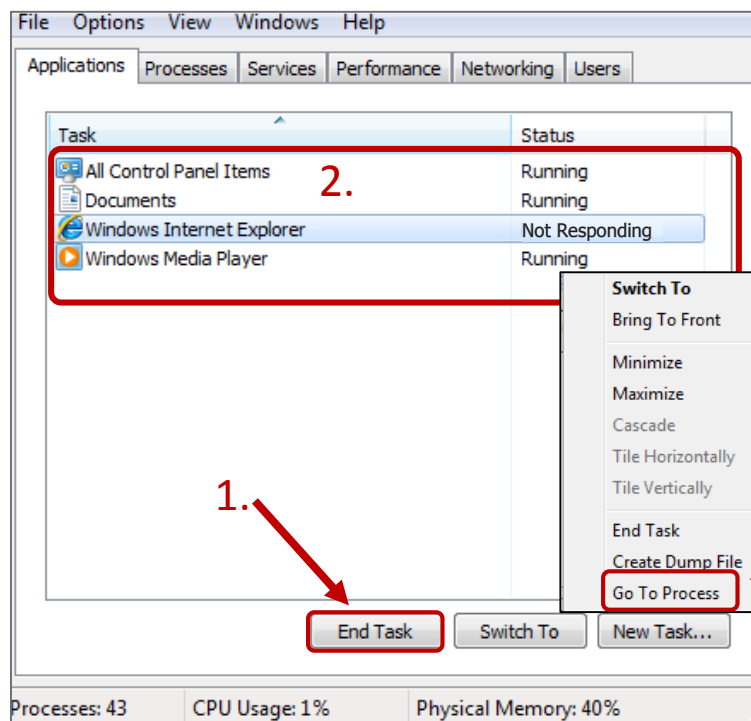 File Options View Windows Help
Applications Processes Services Performance Networking Users
Task Status
2.
All Control Panel Items Running
Documents Running
Windows Internet Explorer Not Responding
Windows Media Player Running
Switch To
Bring To Front
Minimize
Maximize
Cascade
Tile Horizontally
Tile Vertically
1.
End Task
Create Dump File
Go To Process
End Task Switch To New Task...
Processes: 43 CPU Usage: 1% Physical Memory: 40%